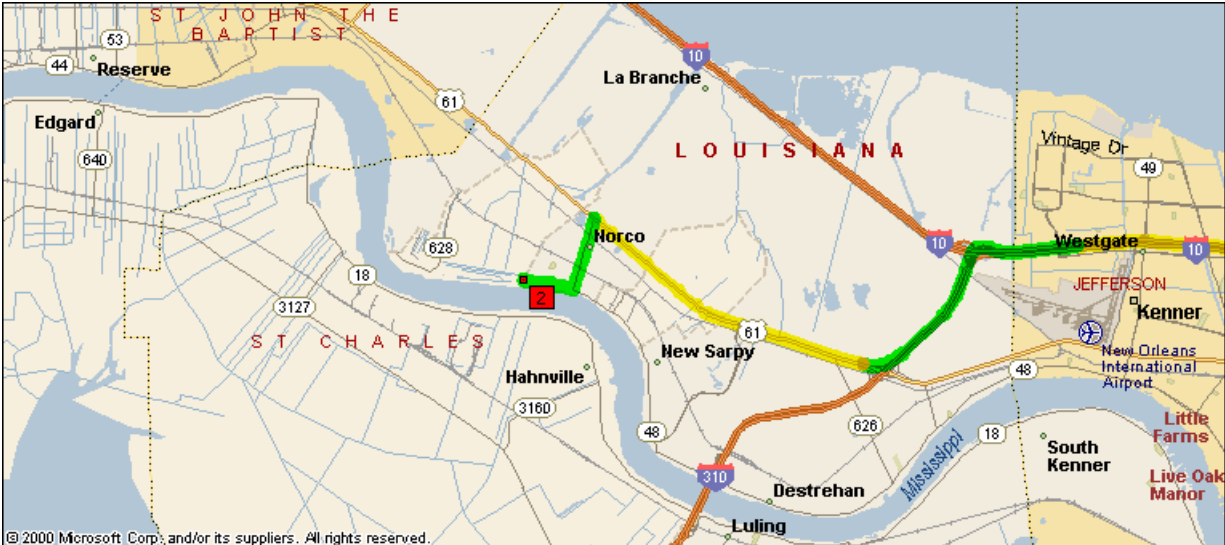 ST JOHN THE
BAPTIST
53
44
Reserve
10
La Branche
61
Edgard
640
LOUISIANA
Vintage Dr
49
628
Norco
10
Westgate
10
18
3127
2
JEFFERSON
Kenner
ST CHARLES
61
New Sarpy
New Orleans
International
Airport
Hahnville
48
3160
48
626
18
Little
Farms
Mississippi
South
Kenner
310
Live Oak
Manor
Destrehan
Luling
© 2000 Microsoft Corp. and/or its suppliers. All rights reserved.